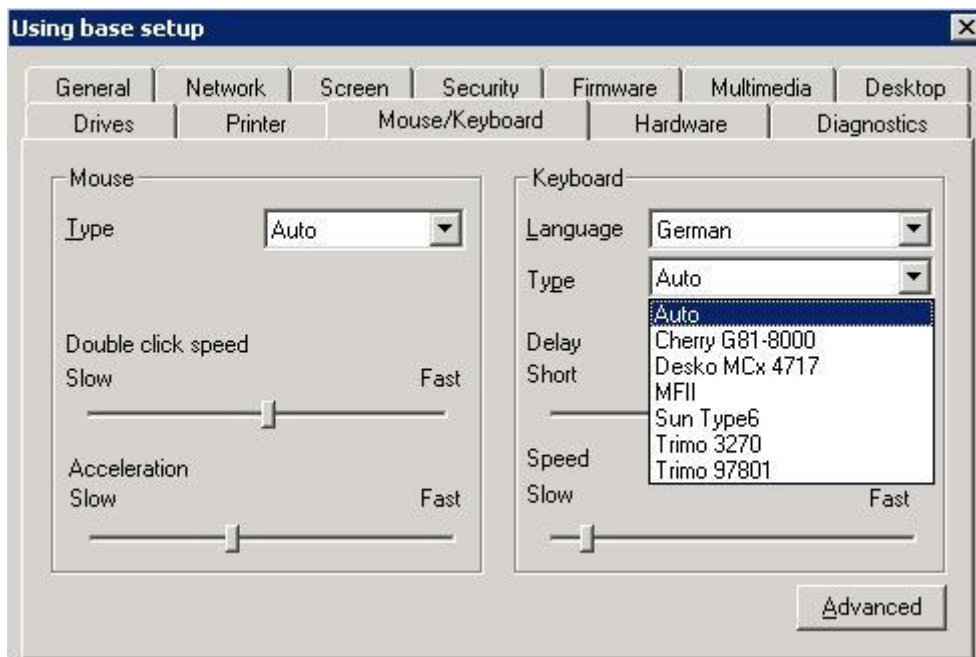 Using base setup
General Network Screen Security Firmware Multimedia Desktop
Drives Printer Mouse/Keyboard Hardware Diagnostics
Mouse
Type Auto
Double click speed
Slow Fast
Acceleration
Slow Fast
Keyboard
Language German
Type Auto
Auto
Cherry G81-8000
Desko MCx 4717
MFII
Sun Type6
Trimo 3270
Trimo 97801
Delay
Short
Speed
Slow Fast
Advanced